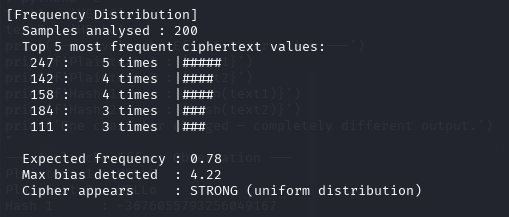 [Frequency Distribution]
Samples analysed : 200
Top 5 most frequent ciphertext values:
247 : 5 times |#####
142 : 4 times |####
158 : 4 times |####
184 : 3 times |###
111 : 3 times |###
Expected frequency : 0.78
Max bias detected : 4.22
Cipher appears : STRONG (uniform distribution)